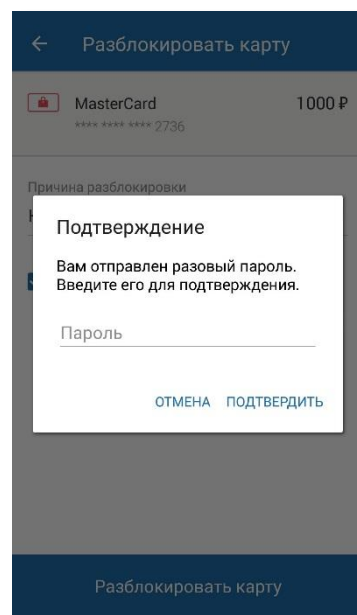 Разблокировать карту
MasterCard 1000 ₽
**** **** **** 2736
Причина разблокировки
Подтверждение
Вам отправлен разовый пароль.
Введите его для подтверждения.
Пароль
ОТМЕНА ПОДТВЕРДИТЬ
Разблокировать карту